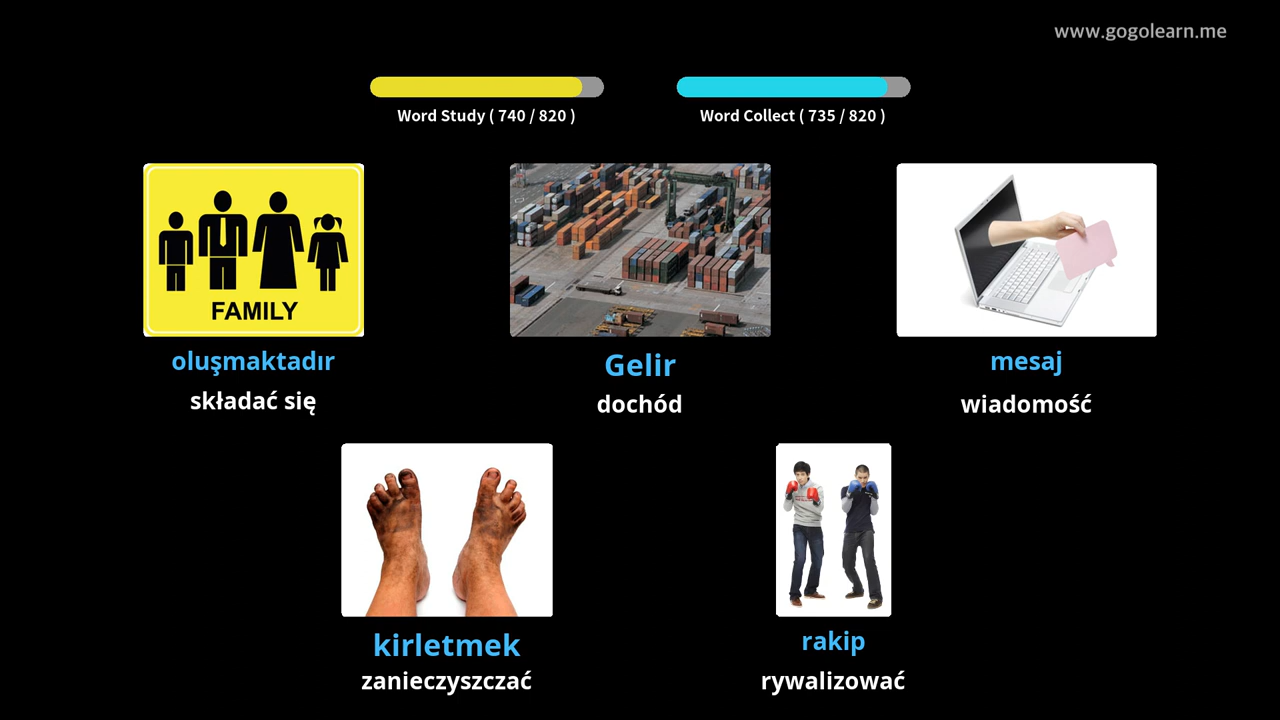 www.gogolearn.me
Word Study ( 740 / 820 )
Word Collect ( 735 / 820 )
FAMILY
oluşmaktadır
składać się
Gelir
dochód
mesaj
wiadomość
kirletmek
zanieczyszczać
rakip
rywalizować